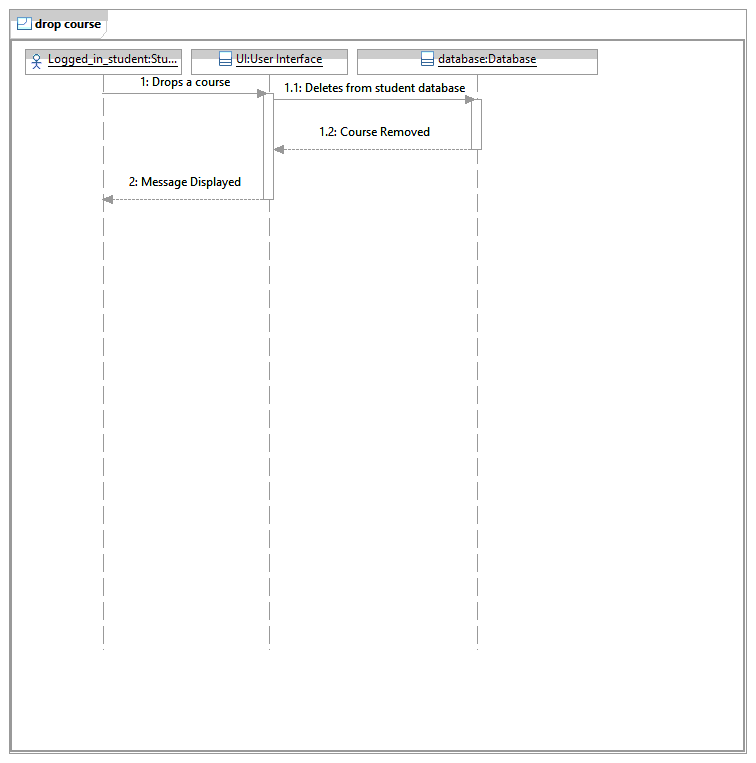 drop course
Logged_in_student:Stu...
UI:User Interface
database:Database
1: Drops a course
1.1: Deletes from student database
1.2: Course Removed
2: Message Displayed